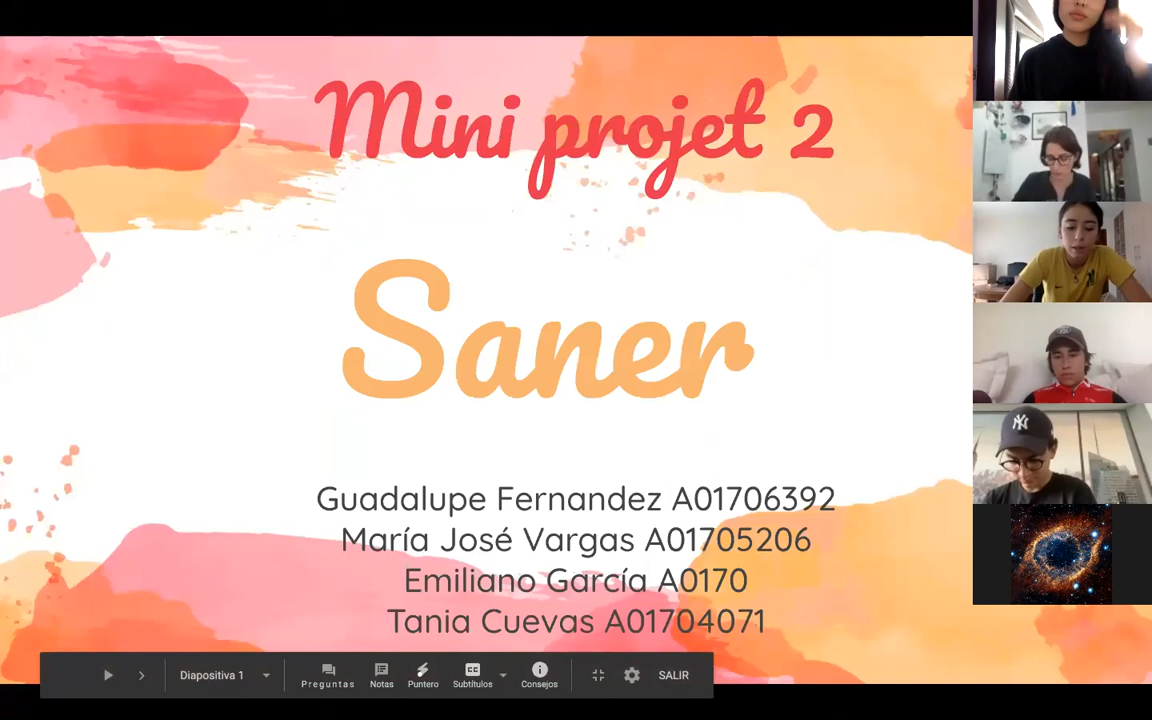 Mini projet 2
Saner
Guadalupe Fernandez A01706392
María José Vargas A01705206
Emiliano García A0170
Tania Cuevas A01704071
Diapositiva 1
Preguntas
Notas
Puntero
CC
Subtítulos
Consejos
SALIR